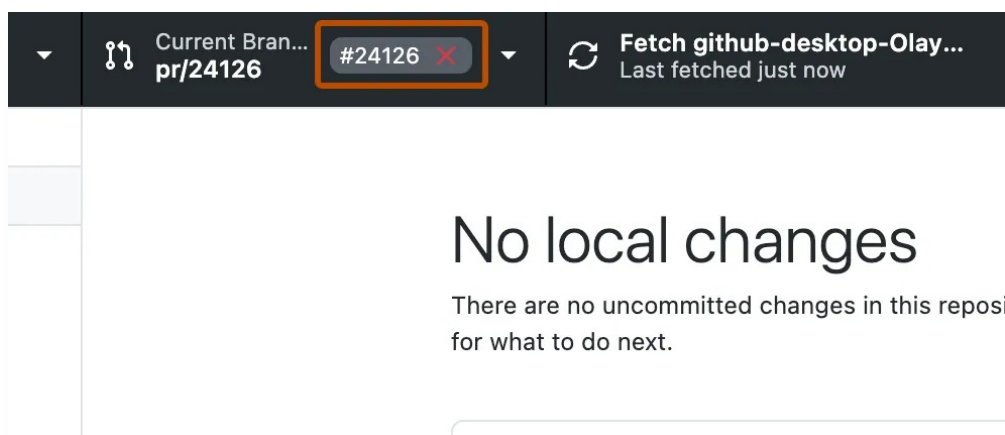 Current Bran...
pr/24126
#24126
Fetch github-desktop-Olay...
Last fetched just now
No local changes
There are no uncommitted changes in this reposi
for what to do next.